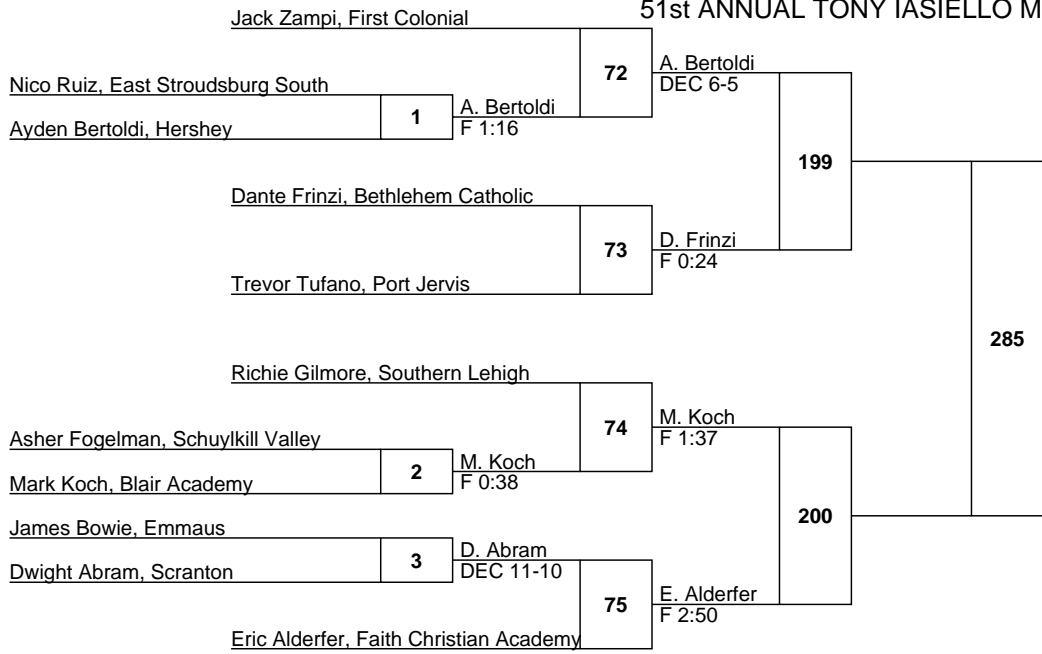 51st ANNUAL TONY IASIELLO M
Jack Zampi, First Colonial
72
A. Bertoldi
DEC 6-5
Nico Ruiz, East Stroudsburg South
1
A. Bertoldi
F 1:16
Ayden Bertoldi, Hershey
199
Dante Frinzi, Bethlehem Catholic
73
D. Frinzi
F 0:24
Trevor Tufano, Port Jervis
285
Richie Gilmore, Southern Lehigh
74
M. Koch
F 1:37
Asher Fogelman, Schuylkill Valley
2
M. Koch
F 0:38
Mark Koch, Blair Academy
200
James Bowie, Emmaus
3
D. Abram
DEC 11-10
Dwight Abram, Scranton
75
E. Alderfer
F 2:50
Eric Alderfer, Faith Christian Academy